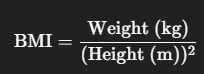 BMI = Weight (kg) / (Height (m))²